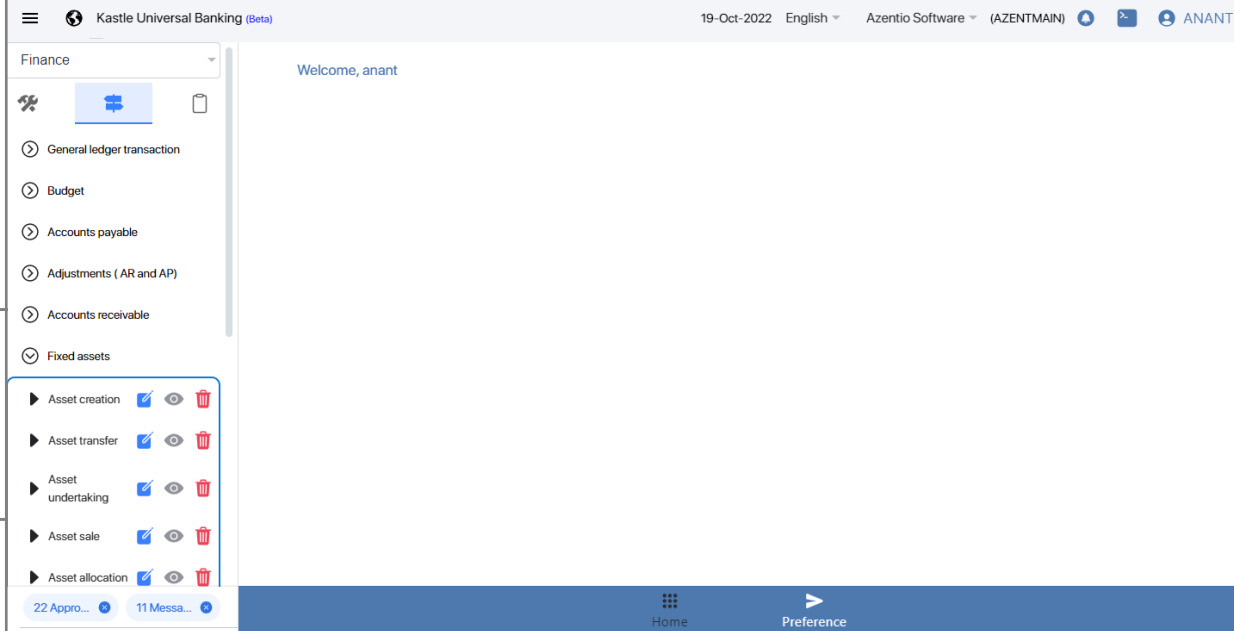 Kastle Universal Banking (Beta)
19-Oct-2022 English Azentio Software (AZENTMAIN) ANANT
Finance
Welcome, anant
General ledger transaction
Budget
Accounts payable
Adjustments ( AR and AP)
Accounts receivable
Fixed assets
Asset creation
Asset transfer
Asset
undertaking
Asset sale
Asset allocation
22 Appro... 11 Messa...
Home
Preference